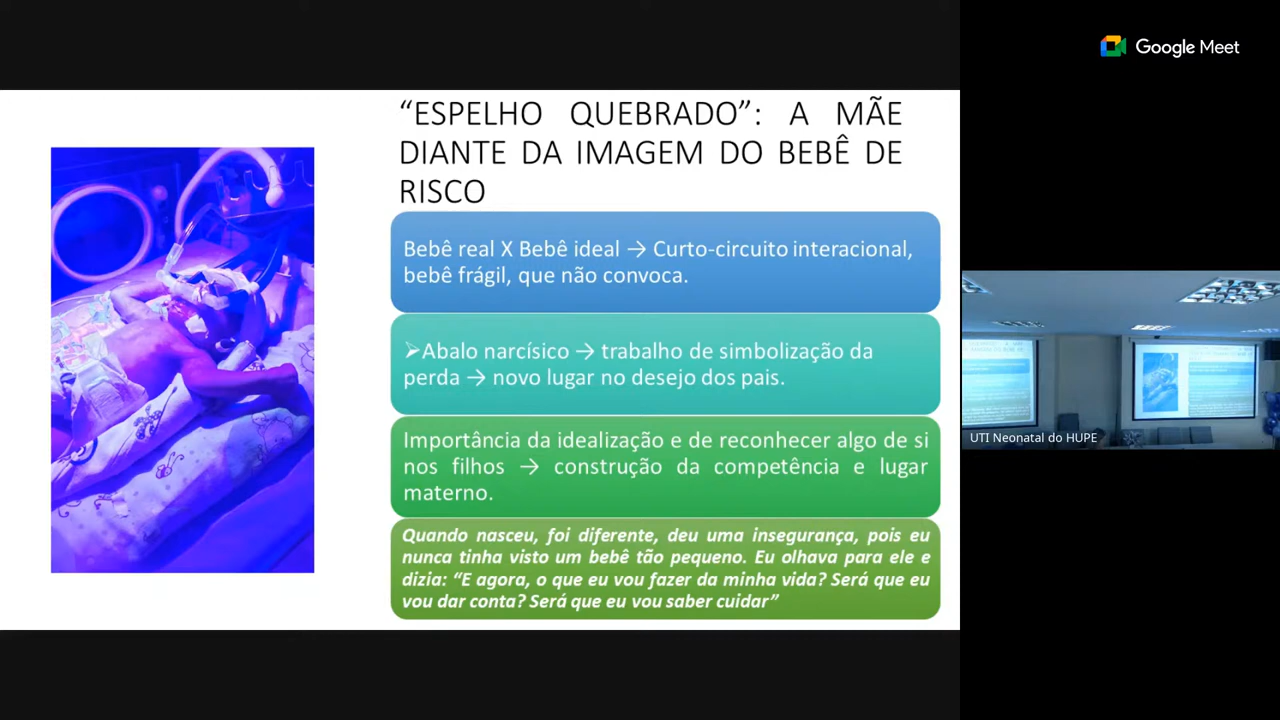 Google Meet
“ESPELHO QUEBRADO”: A MÃE
DIANTE DA IMAGEM DO BEBÊ DE
RISCO
Bebê real X Bebê ideal → Curto-circuito interacional,
bebê frágil, que não convoca.
➢Abalo narcísico → trabalho de simbolização da
perda → novo lugar no desejo dos pais.
Importância da idealização e de reconhecer algo de si
nos filhos → construção da competência e lugar
materno.
Quando nasceu, foi diferente, deu uma insegurança, pois eu
nunca tinha visto um bebê tão pequeno. Eu olhava para ele e
dizia: “E agora, o que eu vou fazer da minha vida? Será que eu
vou dar conta? Será que eu vou saber cuidar”
UTI Neonatal do HUPE